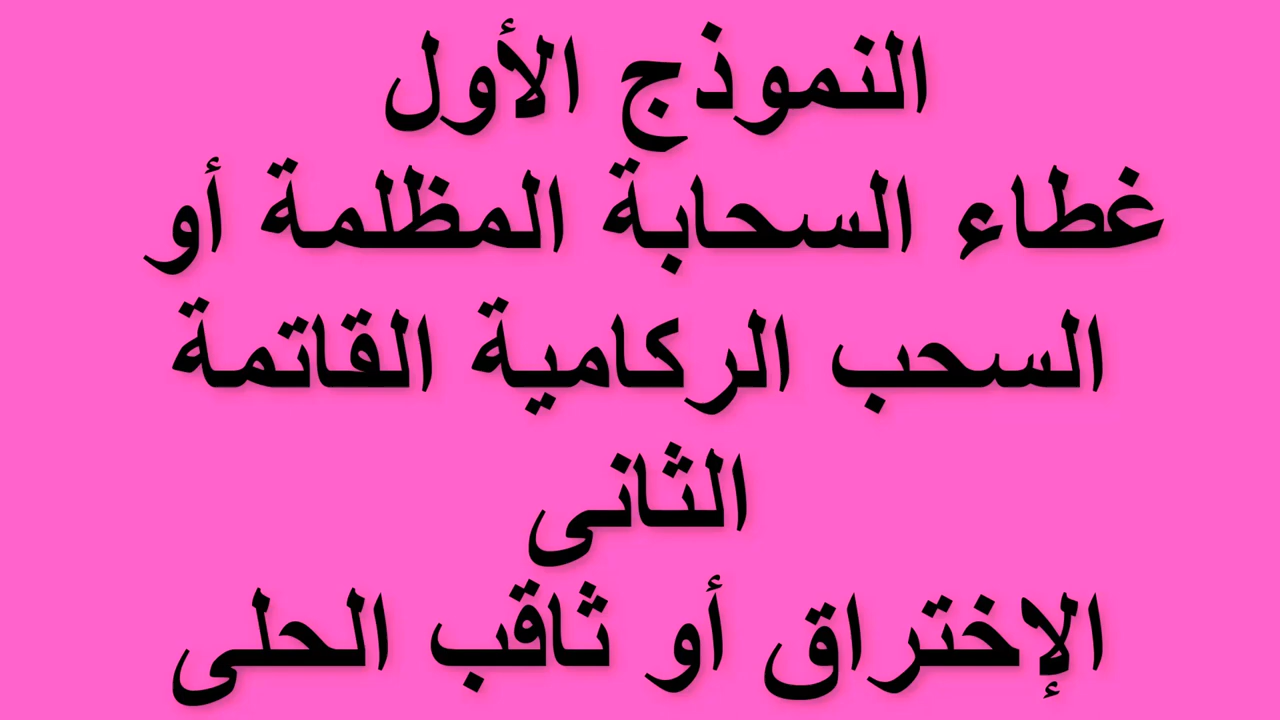 النموذج الأول
غطاء السحابة المظلمة أو
السحب الركامية القاتمة
الثانى
الإختراق أو ثاقب الحلى